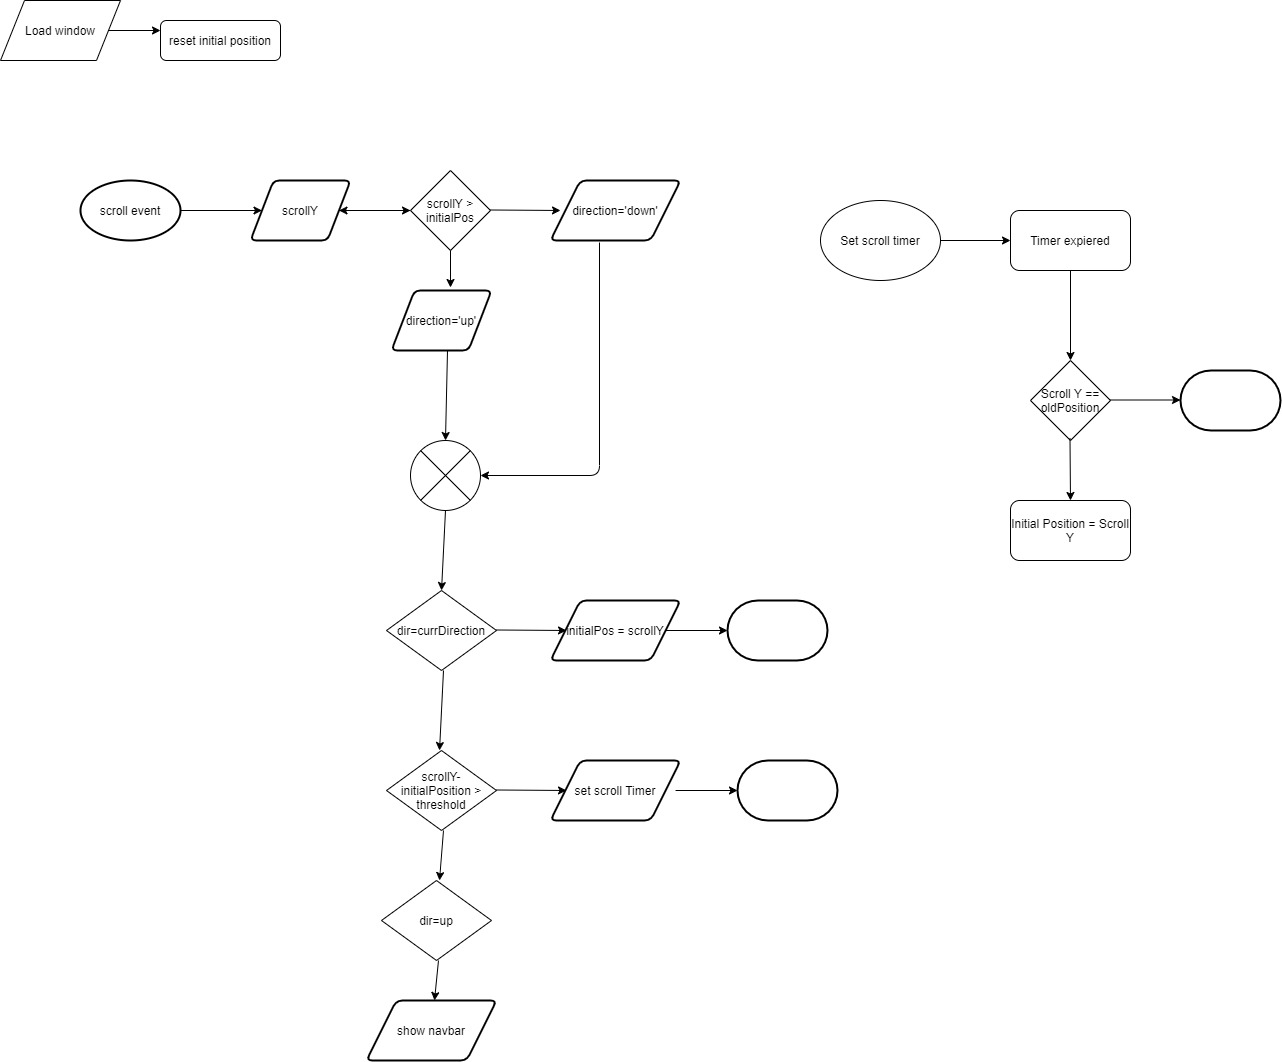 Load window
reset initial position
scroll event
scrollY
scrollY >
initialPos
direction='down'
direction='up'
Set scroll timer
Timer expiered
Scroll Y ==
oldPosition
Initial Position = Scroll
Y
dir=currDirection
initialPos = scrollY
scrollY-
initialPosition >
threshold
set scroll Timer
dir=up
show navbar